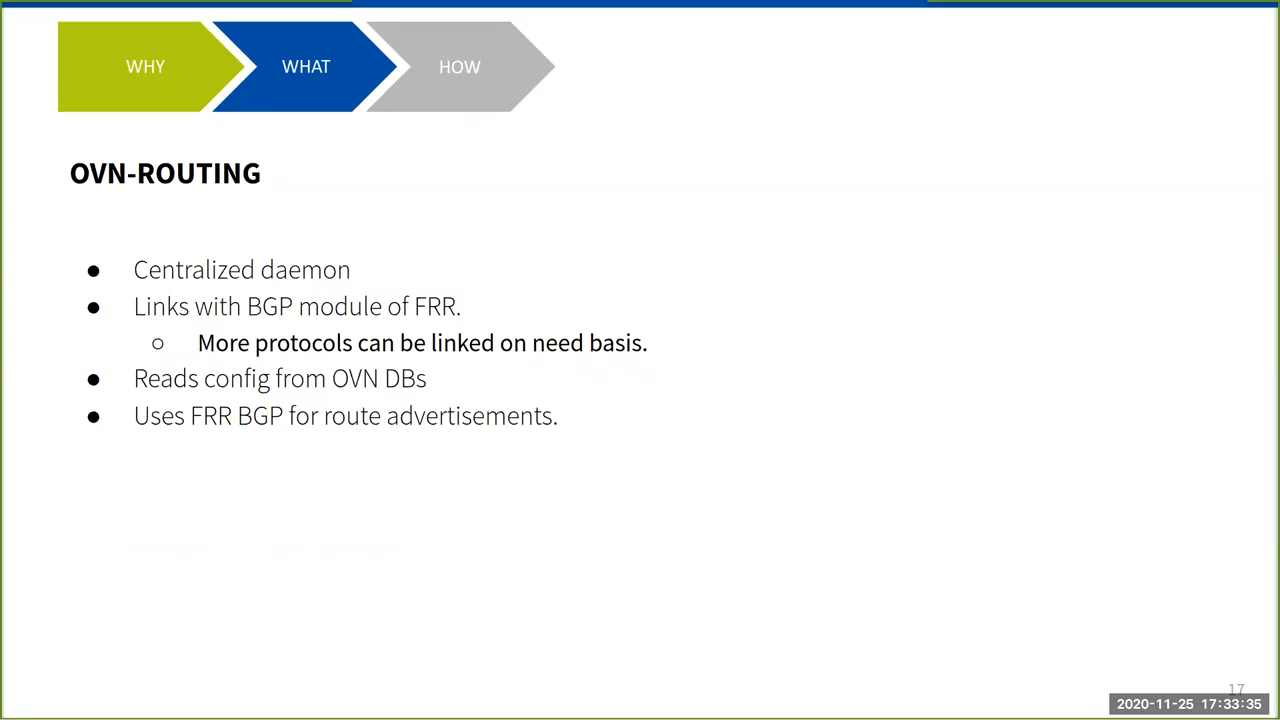 WHY
WHAT
HOW
OVN-ROUTING
● Centralized daemon
● Links with BGP module of FRR.
○ More protocols can be linked on need basis.
● Reads config from OVN DBs
● Uses FRR BGP for route advertisements.
17
2020-11-25 17:33:35